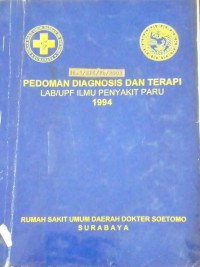 PEDOMAN DIAGNOSIS DAN TERAPI
LAB/UPF ILMU PENYAKIT PARU
1994
RUMAH SAKIT UMUM DAERAH DOKTER SOETOMO
SURABAYA